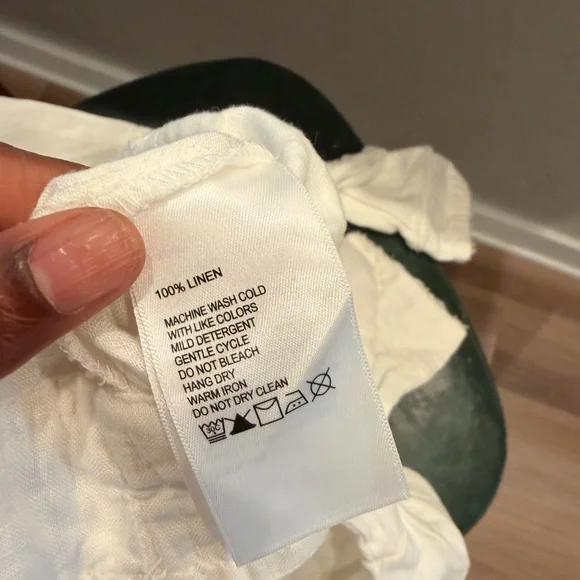 100% LINEN
MACHINE WASH COLD
WITH LIKE COLORS
MILD DETERGENT
GENTLE CYCLE
DO NOT BLEACH
HANG DRY
WARM IRON
DO NOT DRY CLEAN
30C